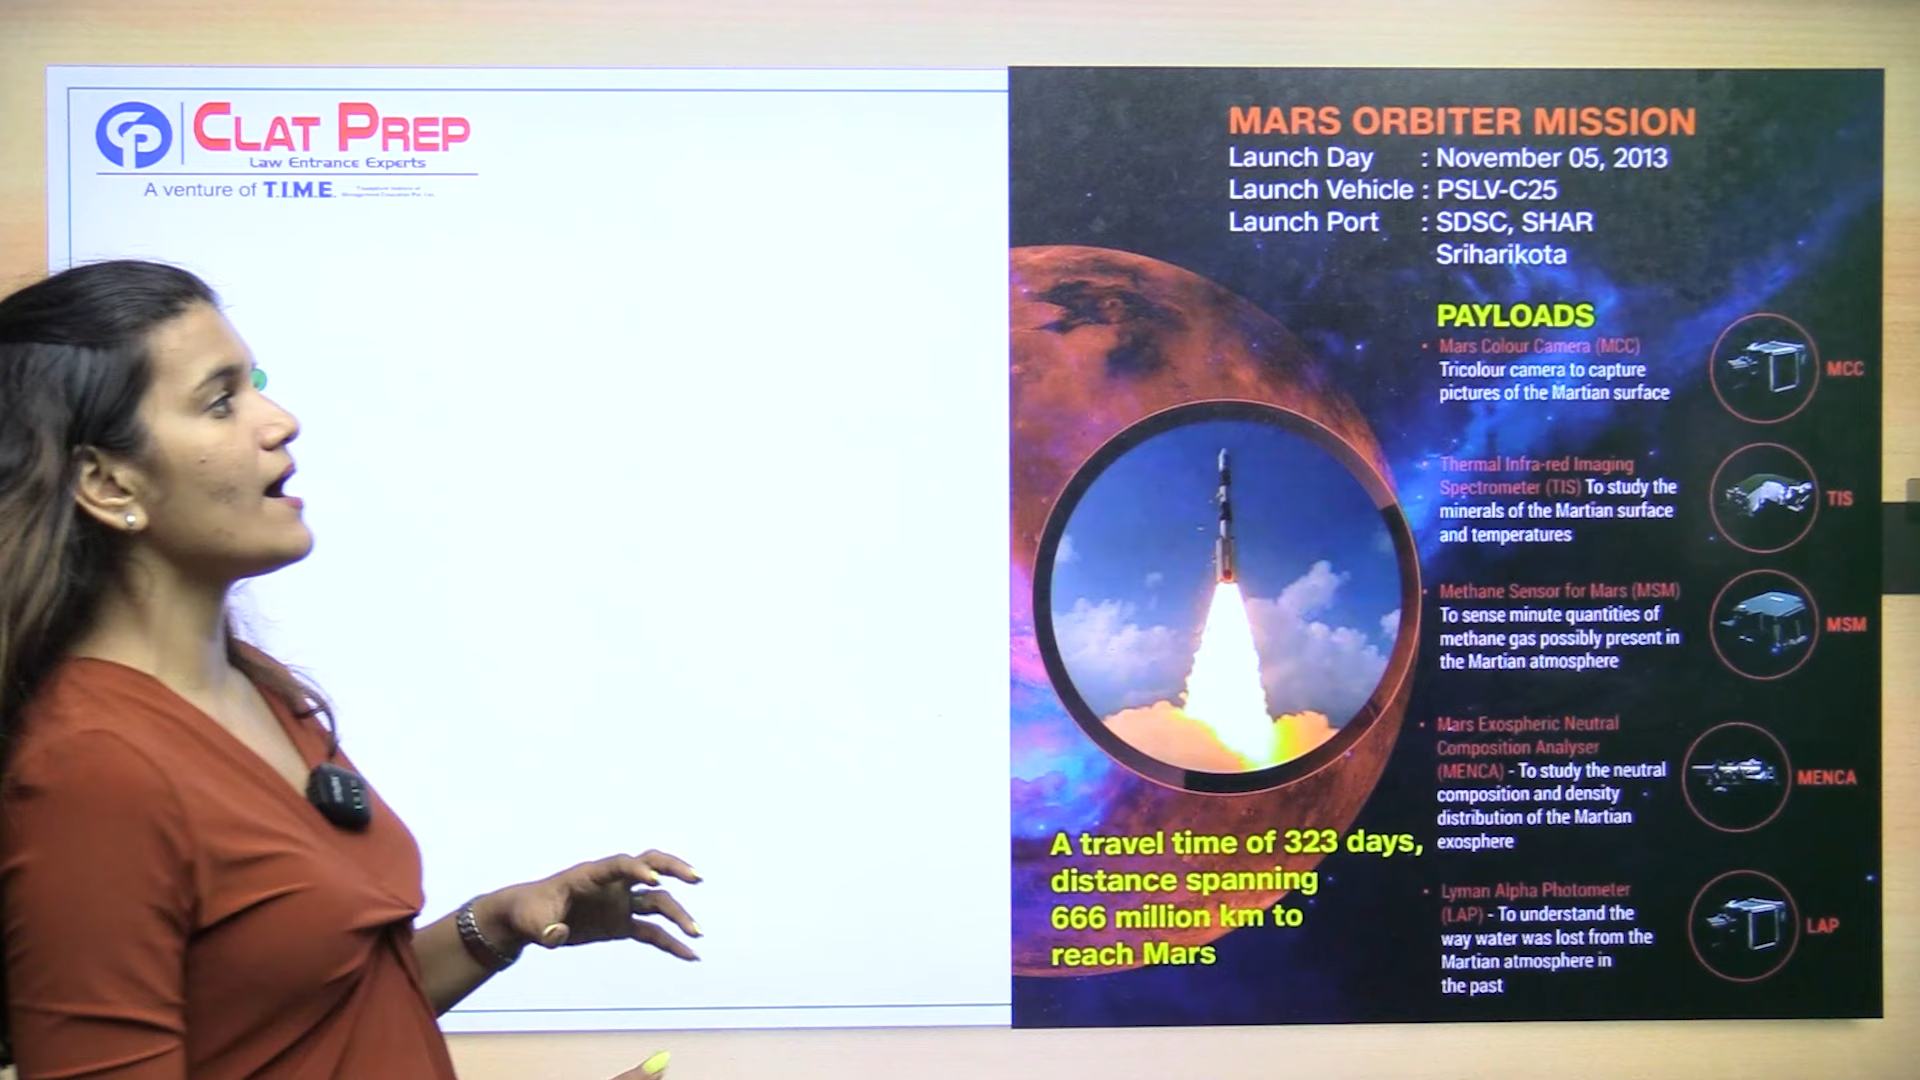 CLAT PREP
Law Entrance Experts
A venture of T.I.M.E.
MARS ORBITER MISSION
Launch Day : November 05, 2013
Launch Vehicle : PSLV-C25
Launch Port : SDSC, SHAR
Sriharikota
PAYLOADS
• Mars Colour Camera (MCC)
Tricolour camera to capture
pictures of the Martian surface
MCC
Thermal Infra-red Imaging
Spectrometer (TIS) To study the
minerals of the Martian surface
and temperatures
TIS
• Methane Sensor for Mars (MSM)
To sense minute quantities of
methane gas possibly present in
the Martian atmosphere
MSM
• Mars Exospheric Neutral
Composition Analyser
(MENCA) - To study the neutral
composition and density
distribution of the Martian
exosphere
MENCA
• Lyman Alpha Photometer
(LAP) - To understand the
way water was lost from the
Martian atmosphere in
the past
LAP
A travel time of 323 days,
distance spanning
666 million km to
reach Mars